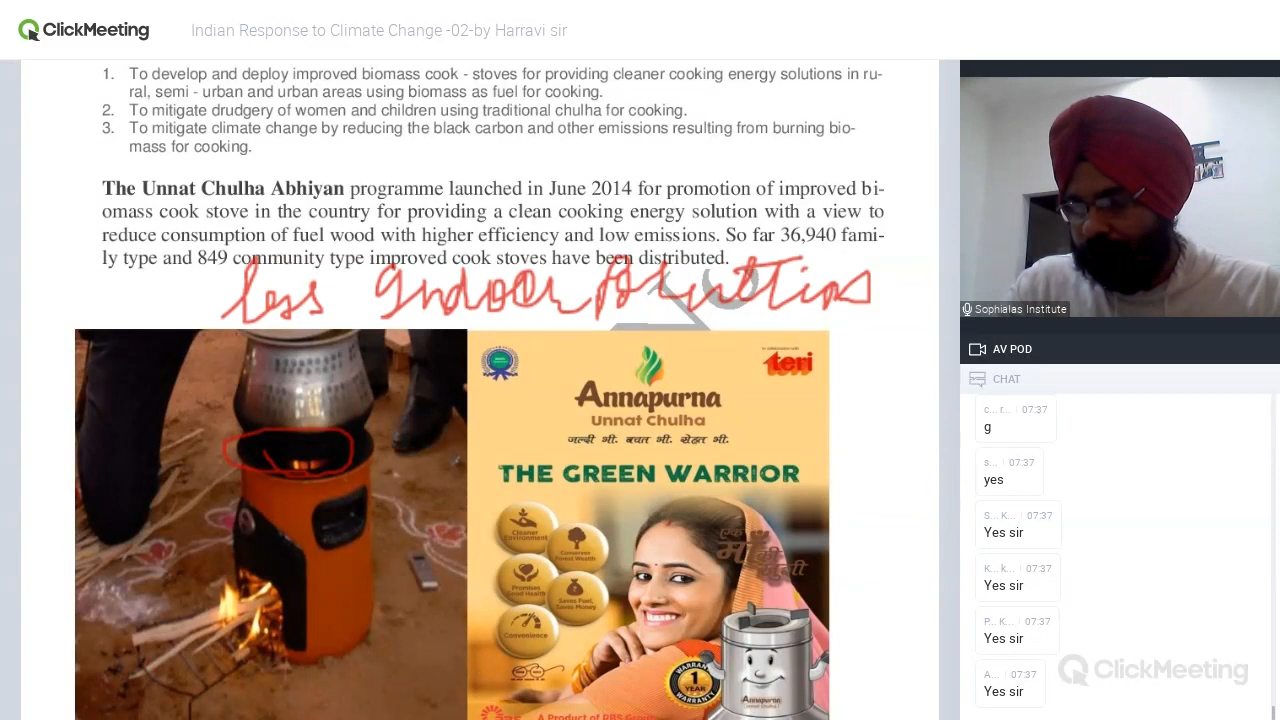 ClickMeeting
Indian Response to Climate Change -02-by Harravi sir
1. To develop and deploy improved biomass cook - stoves for providing cleaner cooking energy solutions in ru-
ral, semi - urban and urban areas using biomass as fuel for cooking.
2. To mitigate drudgery of women and children using traditional chulha for cooking.
3. To mitigate climate change by reducing the black carbon and other emissions resulting from burning bio-
mass for cooking.
The Unnat Chulha Abhiyan programme launched in June 2014 for promotion of improved bi-
omass cook stove in the country for providing a clean cooking energy solution with a view to
reduce consumption of fuel wood with higher efficiency and low emissions. So far 36,940 fami-
ly type and 849 community type improved cook stoves have been distributed.
less Indoor
teri
Annapurna
Unnat Chulha
जल्दी भी. बचत भी. सेहत भी.
THE GREEN WARRIOR
Cleaner
Environment
Conserves
Forest Wealth
Promises
Good Health
Saves Fuel,
Saves Money
Convenience
WARRANTY
1
YEAR
WARRANTY
Annapurna
A Product of RBS Group
Sophialas Institute
AV POD
CHAT
c... r... 07:37
g
s... 07:37
yes
S... K... 07:37
Yes sir
K... k... 07:37
Yes sir
P... K... 07:37
Yes sir
A... 07:37
Yes sir
ClickMeeting